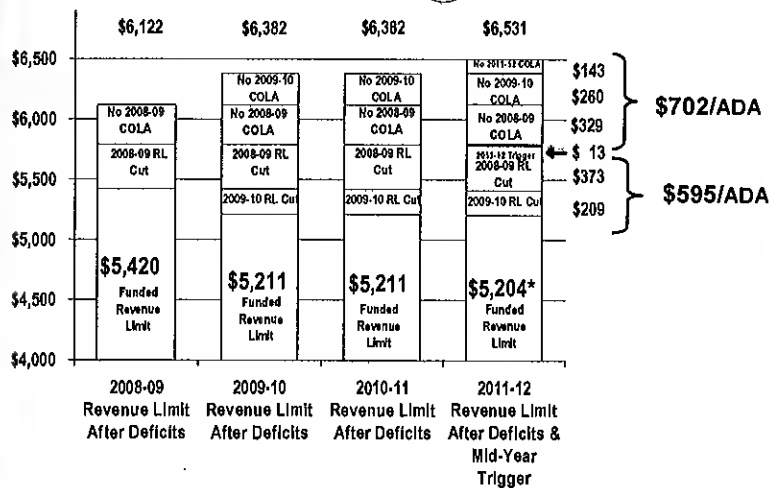 $6,122
$6,382
$6,382
$6,531
$6,500
$6,000
$5,500
$5,000
$4,500
$4,000
No 2008-09
COLA
2008-09 RL
Cut
$5,420
Funded
Revenue
Limit
No 2009-10
COLA
No 2008-09
COLA
2008-09 RL
Cut
2009-10 RL Cut
$5,211
Funded
Revenue
Limit
No 2009-10
COLA
No 2008-09
COLA
2008-09 RL
Cut
2009-10 RL Cut
$5,211
Funded
Revenue
Limit
No 2011-12 COLA
No 2009-10
COLA
No 2008-09
COLA
2011-12 Trigger
2008-09 RL
Cut
2009-10 RL Cut
$5,204*
Funded
Revenue
Limit
$143
$260
$329
$ 13
$373
$209
$702/ADA
$595/ADA
2008-09
Revenue Limit
After Deficits
2009-10
Revenue Limit
After Deficits
2010-11
Revenue Limit
After Deficits
2011-12
Revenue Limit
After Deficits &
Mid-Year
Trigger